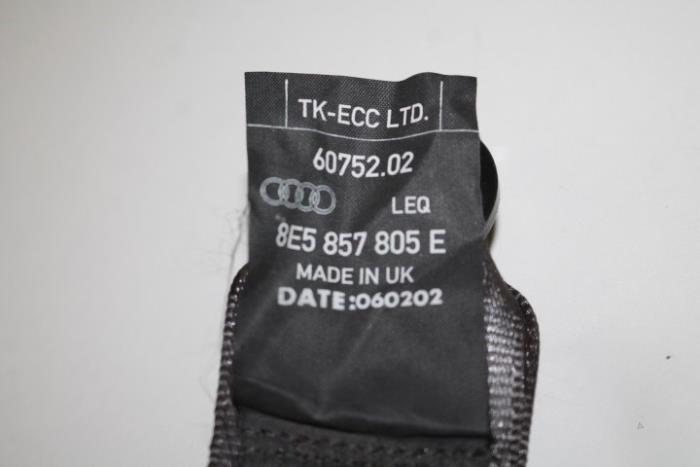 TK-ECC LTD.
60752.02
LEQ
8E5 857 805 E
MADE IN UK
DATE:060202